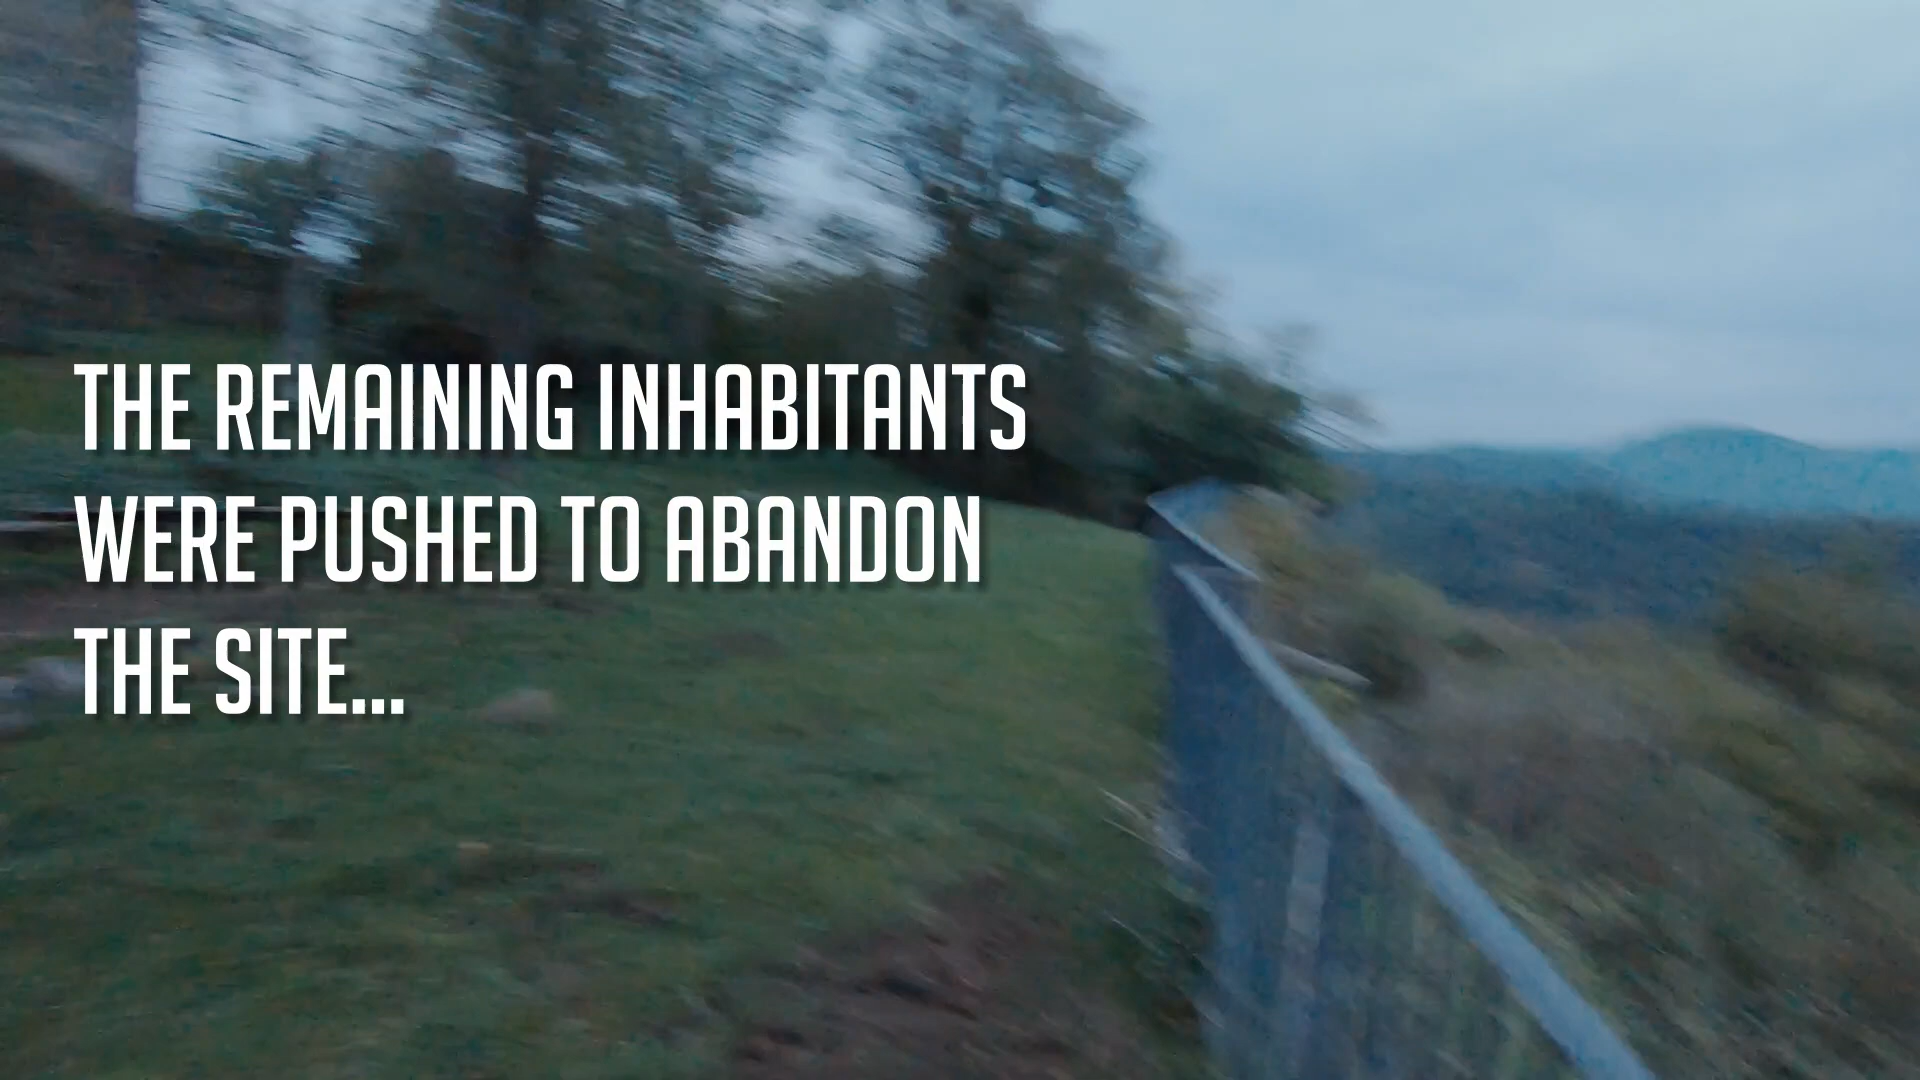 THE REMAINING INHABITANTS
WERE PUSHED TO ABANDON
THE SITE...